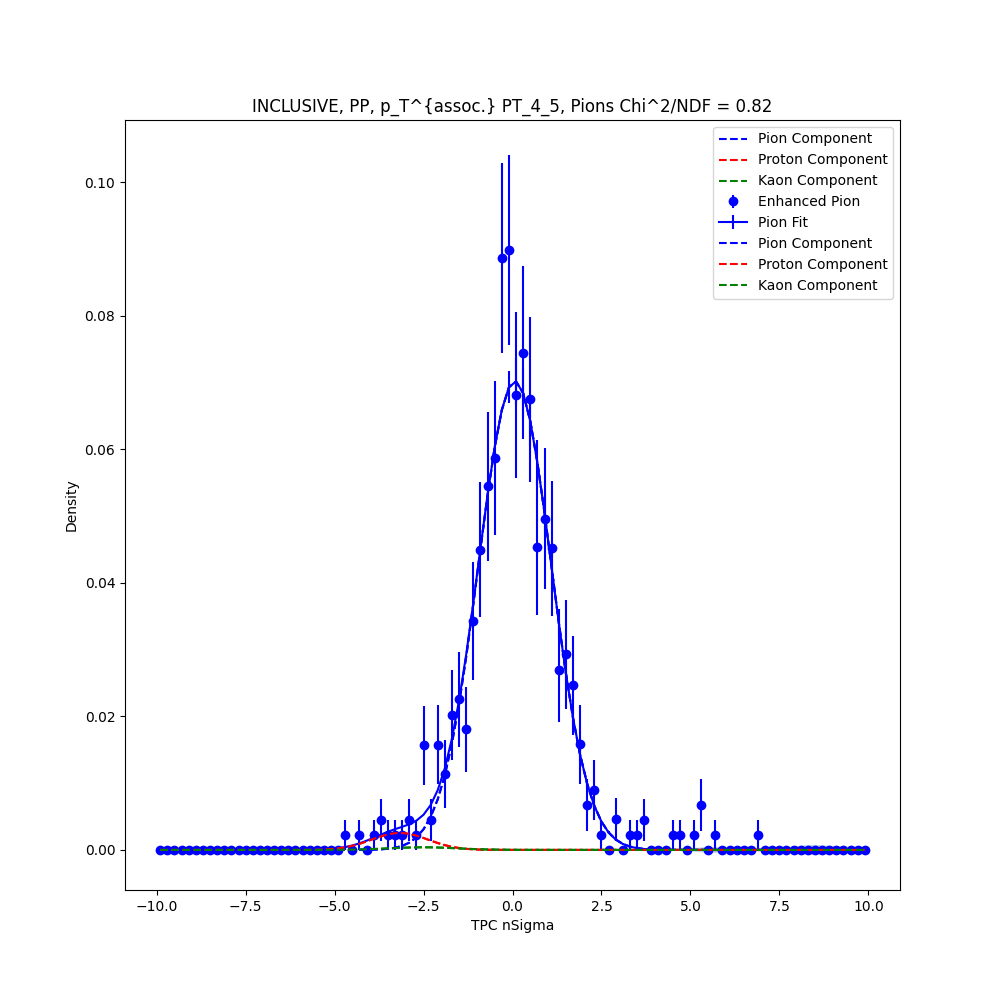 INCLUSIVE, PP, p_T^{assoc.} PT_4_5, Pions Chi^2/NDF = 0.82
Pion Component
Proton Component
Kaon Component
Enhanced Pion
Pion Fit
Pion Component
Proton Component
Kaon Component
0.10
0.08
0.06
0.04
0.02
0.00
Density
−10.0
−7.5
−5.0
−2.5
0.0
2.5
5.0
7.5
10.0
TPC nSigma